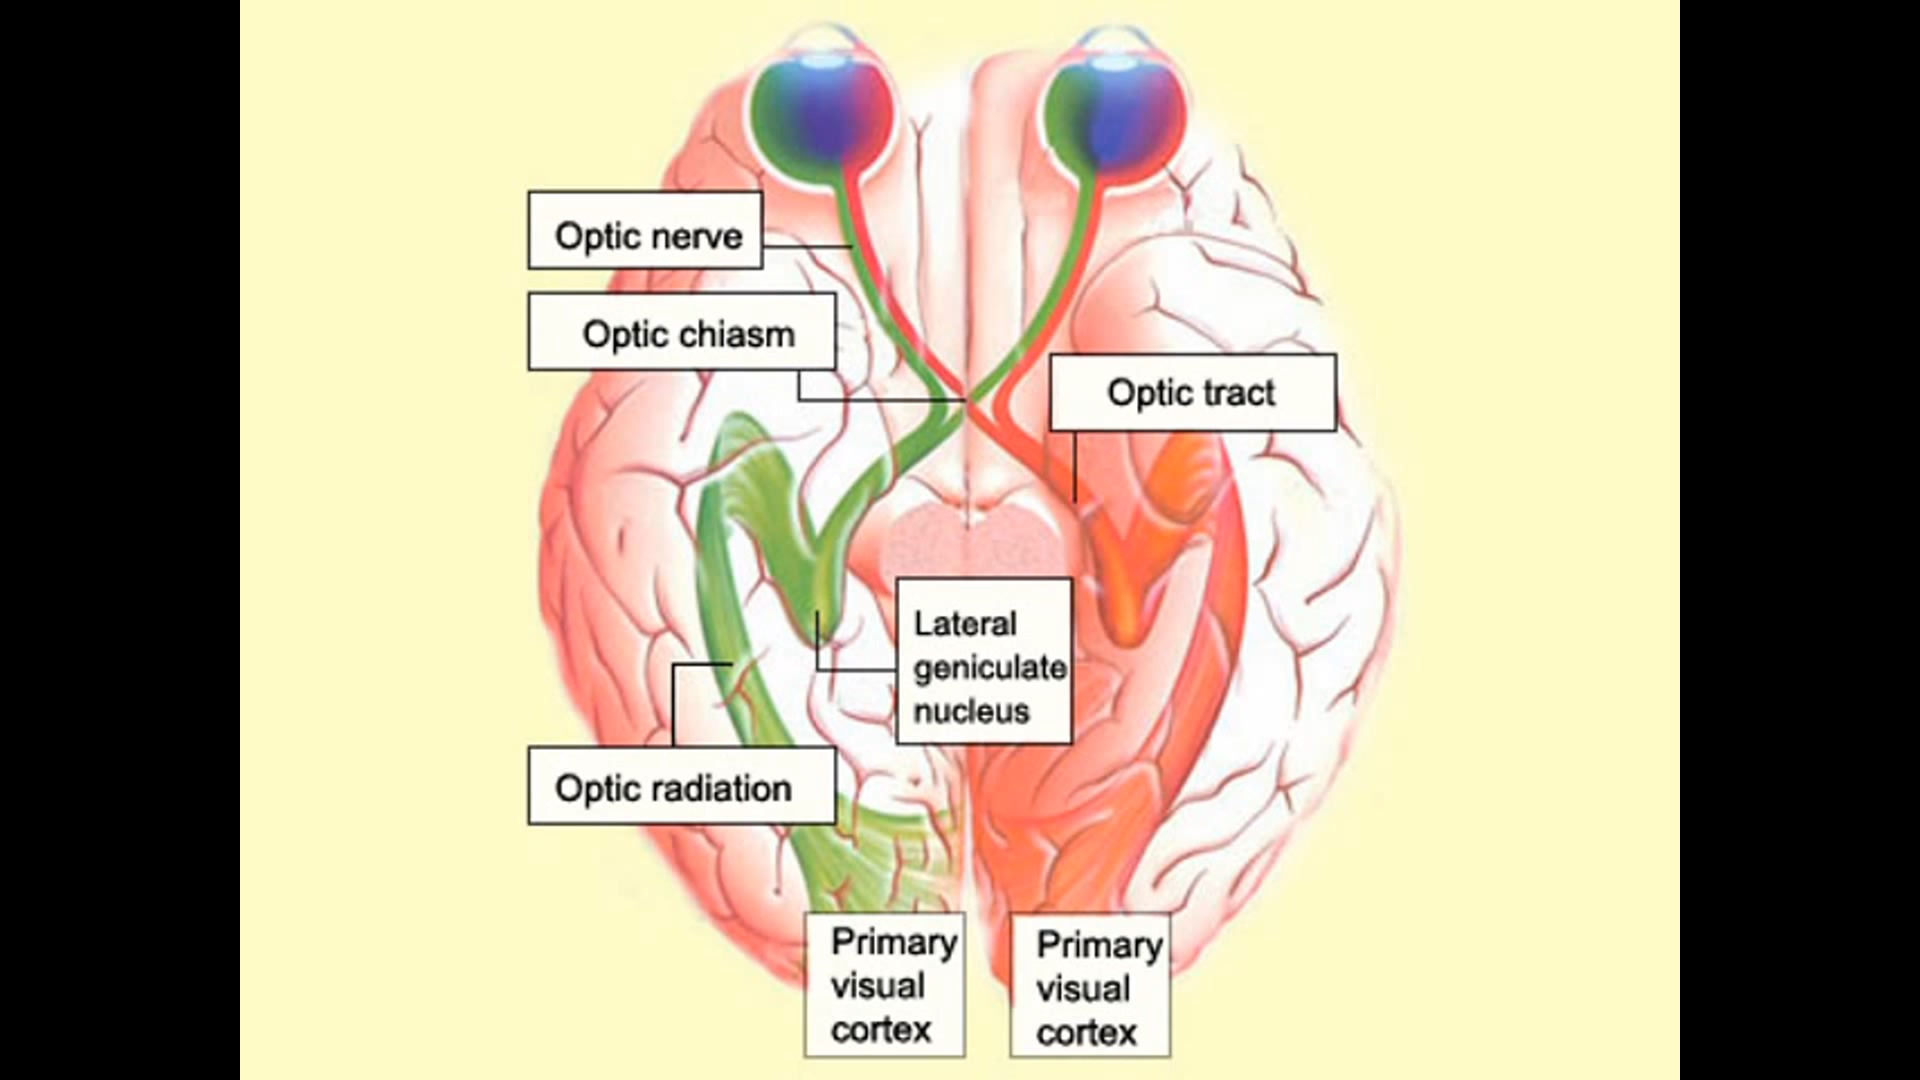 Optic nerve
Optic chiasm
Optic tract
Lateral
geniculate
nucleus
Optic radiation
Primary
visual
cortex
Primary
visual
cortex